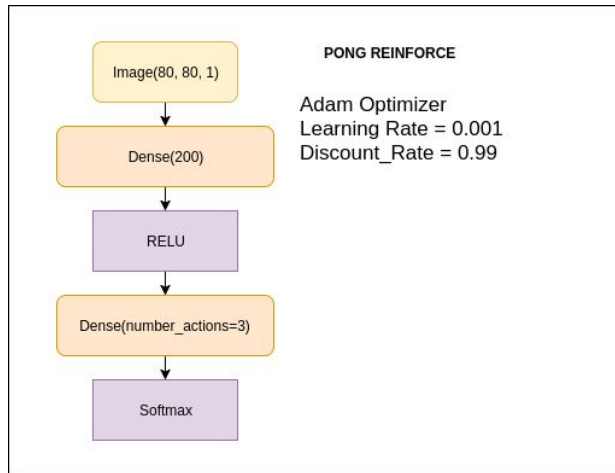 Image(80, 80, 1)
Dense(200)
RELU
Dense(number_actions=3)
Softmax
PONG REINFORCE
Adam Optimizer
Learning Rate = 0.001
Discount_Rate = 0.99